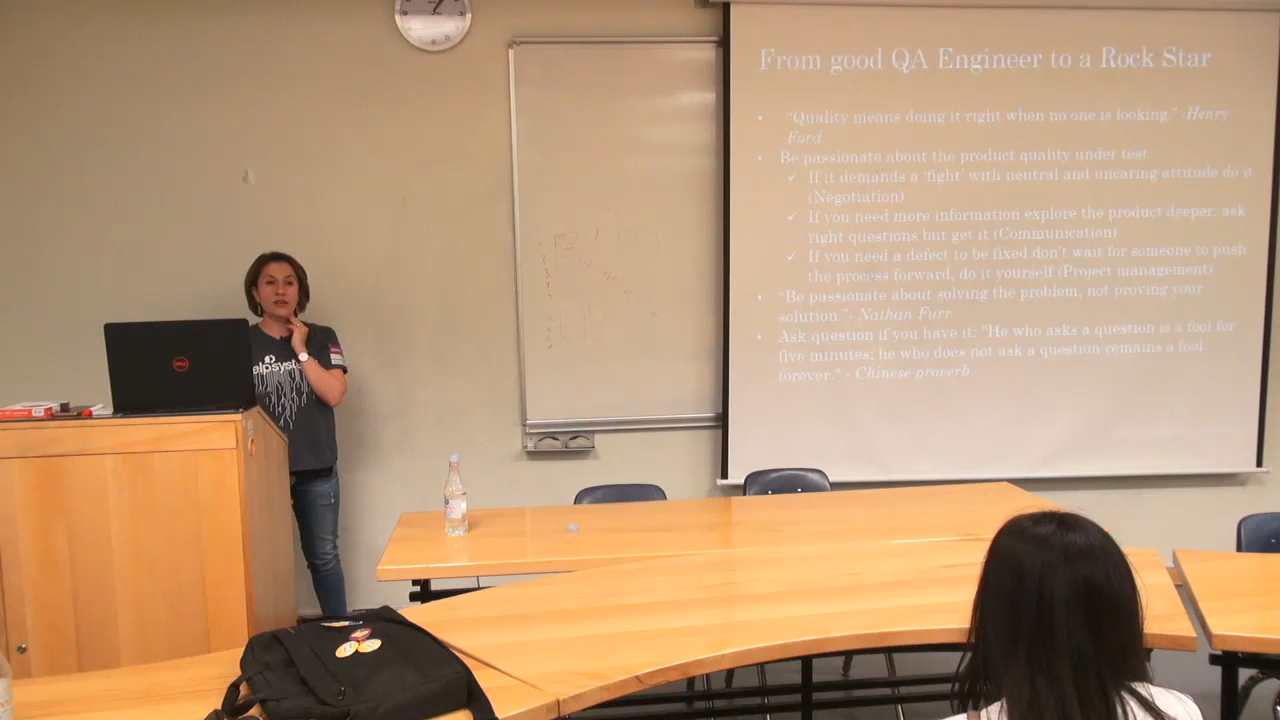 From good QA Engineer to a Rock Star
• "Quality means doing it right when no one is looking." -Henry
Ford
• Be passionate about the product quality under test
✓ If it demands a 'fight' with neutral and uncaring attitude do it
(Negotiation)
✓ If you need more information explore the product deeper, ask
right questions but get it (Communication)
✓ If you need a defect to be fixed don't wait for someone to push
the process forward, do it yourself (Project management)
• "Be passionate about solving the problem, not proving your
solution."- Nathan Furr
• Ask question if you have it: "He who asks a question is a fool for
five minutes; he who does not ask a question remains a fool
forever." - Chinese proverb
DELL
elpsyste